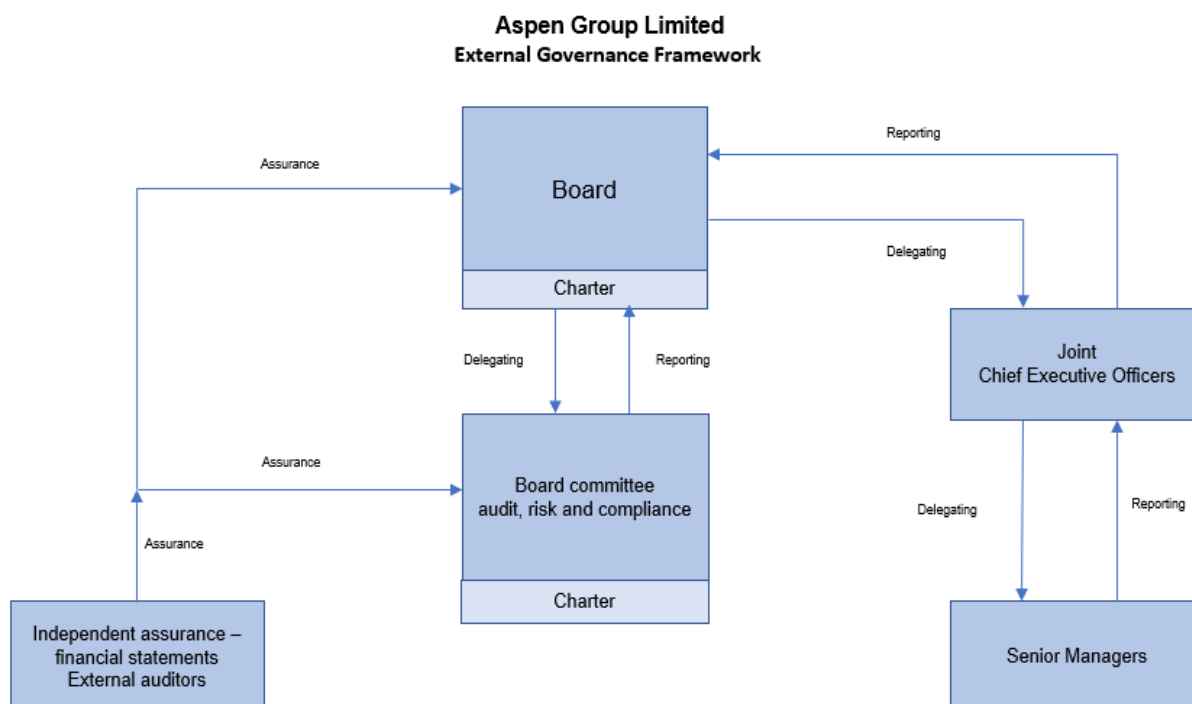 Aspen Group Limited
External Governance Framework
Reporting
Assurance
Board
Delegating
Charter
Joint
Chief Executive Officers
Delegating
Reporting
Assurance
Board committee
audit, risk and compliance
Delegating
Reporting
Assurance
Charter
Independent assurance –
financial statements
External auditors
Senior Managers